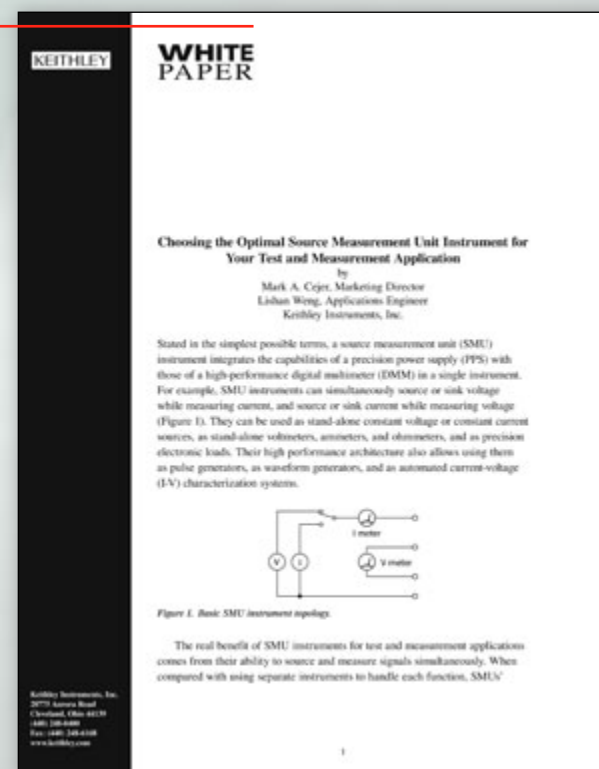 KEITHLEY
WHITE
PAPER
Choosing the Optimal Source Measurement Unit Instrument for
Your Test and Measurement Application
by
Mark A. Cejer, Marketing Director
Lishan Weng, Applications Engineer
Keithley Instruments, Inc.
Stated in the simplest possible terms, a source measurement unit (SMU)
instrument integrates the capabilities of a precision power supply (PPS) with
those of a high-performance digital multimeter (DMM) in a single instrument.
For example, SMU instruments can simultaneously source or sink voltage
while measuring current, and source or sink current while measuring voltage
(Figure 1). They can be used as stand-alone constant voltage or constant current
sources, as stand-alone voltmeters, ammeters, and ohmmeters, and as precision
electronic loads. Their high performance architecture also allows using them
as pulse generators, as waveform generators, and as automated current-voltage
(I-V) characterization systems.
I meter
V
I
V meter
Figure 1. Basic SMU instrument topology.
The real benefit of SMU instruments for test and measurement applications
comes from their ability to source and measure signals simultaneously. When
compared with using separate instruments to handle each function, SMUs'
Keithley Instruments, Inc.
28775 Aurora Road
Cleveland, Ohio 44139
(440) 248-0400
Fax: (440) 248-6168
www.keithley.com
1